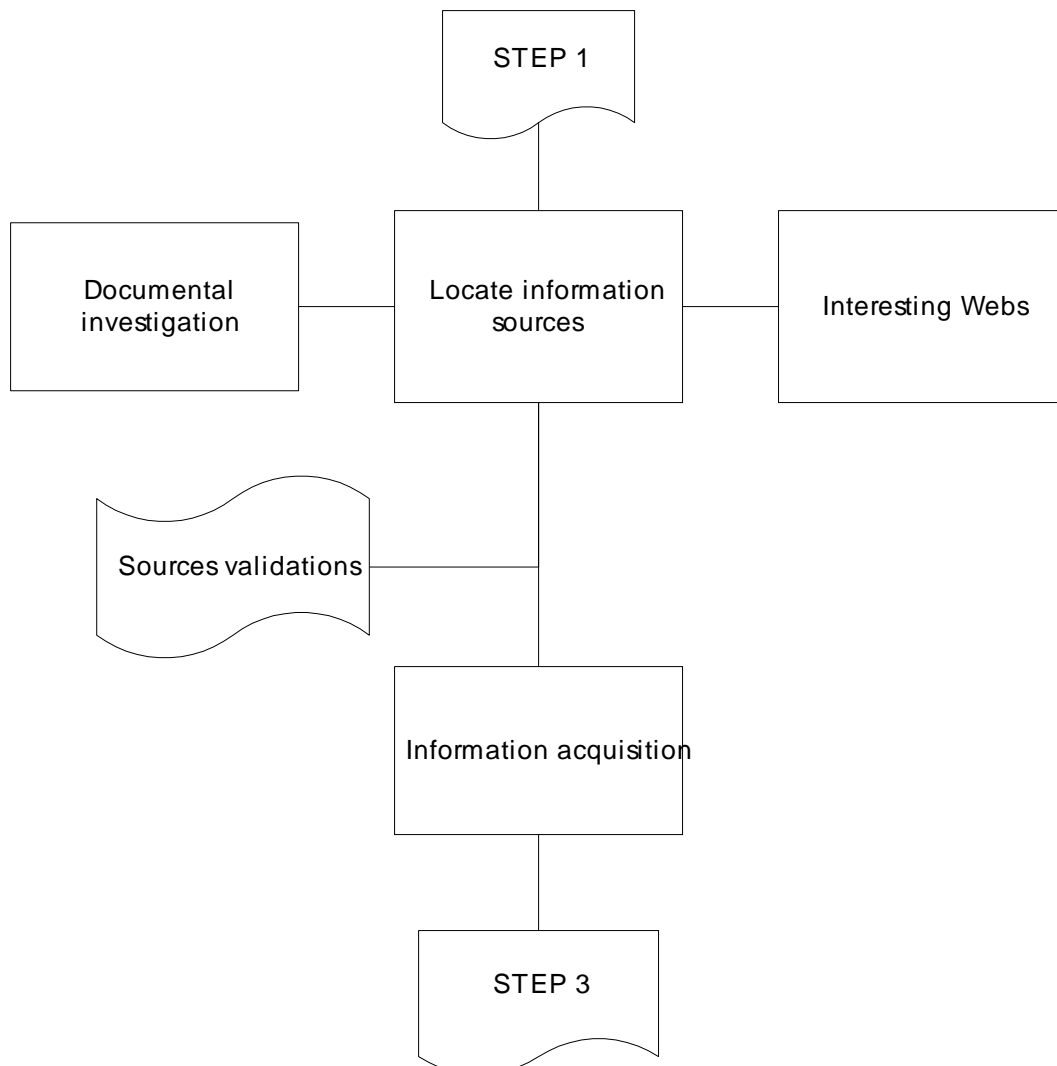 STEP 1
Documental
investigation
Locate information
sources
Interesting Webs
Sources validations
Information acquisition
STEP 3